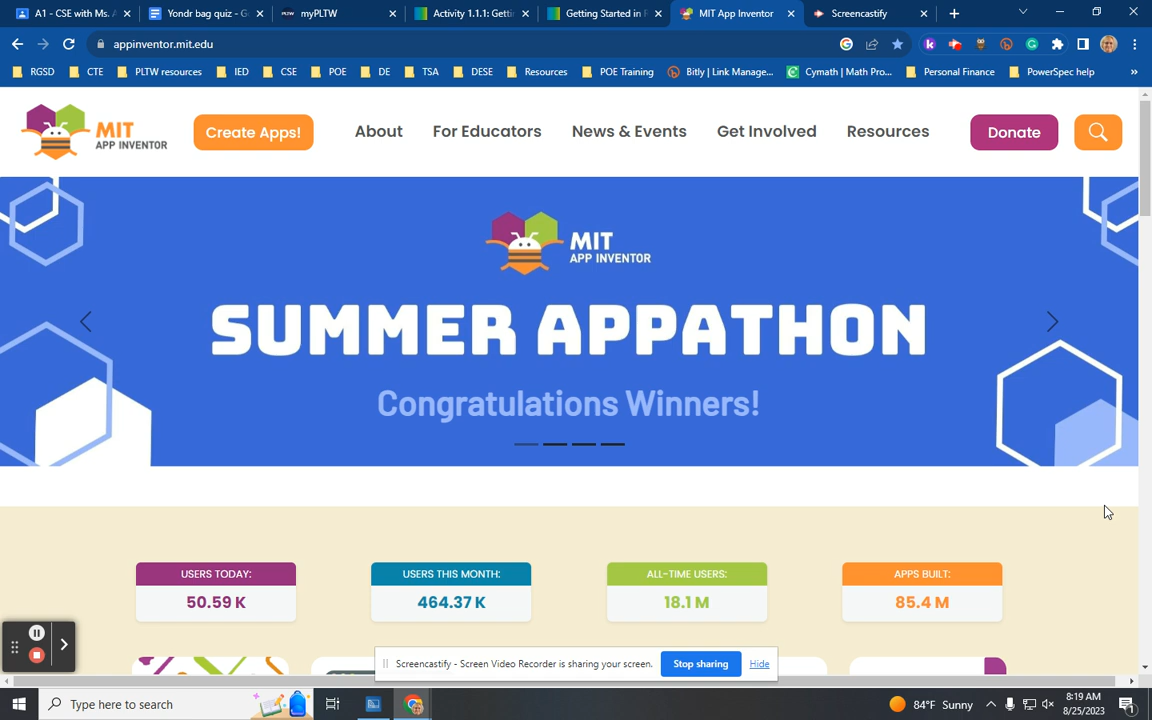 A1 - CSE with Ms. A
Yondr bag quiz - G
myPLTW
Activity 1.1.1: Getti
Getting Started in P
MIT App Inventor
Screencastify
appinventor.mit.edu
RGSD
CTE
PLTW resources
IED
CSE
POE
DE
TSA
DESE
Resources
POE Training
Bitly | Link Manage...
Cymath | Math Pro...
Personal Finance
PowerSpec help
»
MIT
APP INVENTOR
Create Apps!
About
For Educators
News & Events
Get Involved
Resources
Donate
MIT
APP INVENTOR
SUMMER APPATHON
Congratulations Winners!
USERS TODAY:
50.59 K
USERS THIS MONTH:
464.37 K
ALL-TIME USERS:
18.1 M
APPS BUILT:
85.4 M
Screencastify - Screen Video Recorder is sharing your screen.
Stop sharing
Hide
Type here to search
84°F Sunny
8:19 AM
8/25/2023
1